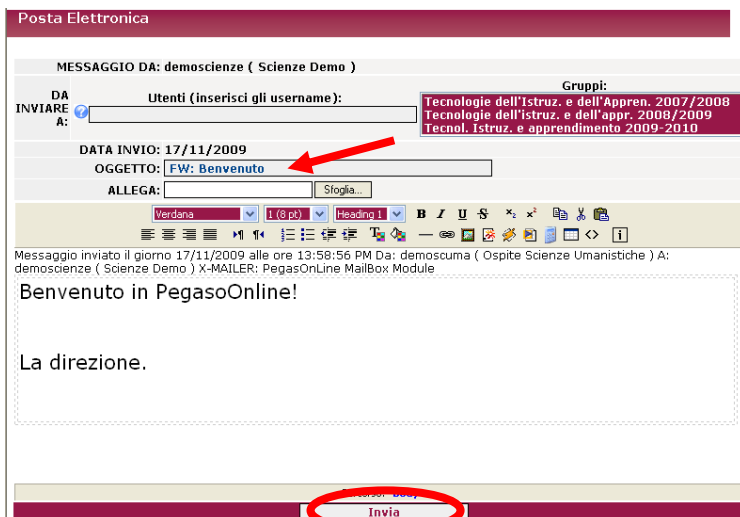 Posta Elettronica
MESSAGGIO DA: demoscienze ( Scienze Demo )
DA INVIARE A:
Utenti (inserisci gli username):
Gruppi:
Tecnologie dell'Istruz. e dell'Appren. 2007/2008
Tecnologie dell'istruz. e dell'appr. 2008/2009
Tecnol. Istruz. e apprendimento 2009-2010
DATA INVIO: 17/11/2009
OGGETTO: FW: Benvenuto
ALLEGA: Sfoglia...
Verdana 1 (8 pt) Heading 1 B I U S x₂ x²
Messaggio inviato il giorno 17/11/2009 alle ore 13:58:56 PM Da: demoscuma ( Ospite Scienze Umanistiche ) A:
demoscienze ( Scienze Demo ) X-MAILER: PegasOnLine MailBox Module
Benvenuto in PegasoOnline!
La direzione.
Invia